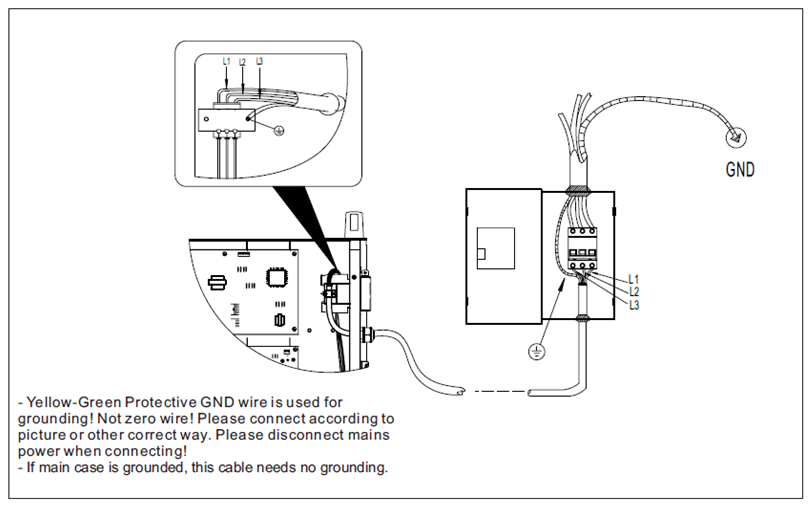 L1
L2
L3
GND
L1
L2
L3
- Yellow-Green Protective GND wire is used for
grounding! Not zero wire! Please connect according to
picture or other correct way. Please disconnect mains
power when connecting!
- If main case is grounded, this cable needs no grounding.